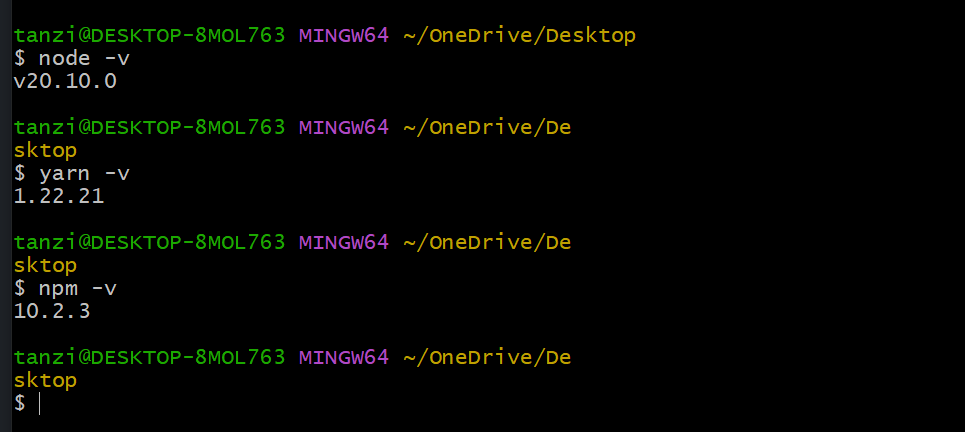 tanzi@DESKTOP-8MOL763 MINGW64 ~/OneDrive/Desktop
$ node -v
v20.10.0
tanzi@DESKTOP-8MOL763 MINGW64 ~/OneDrive/De
sktop
$ yarn -v
1.22.21
tanzi@DESKTOP-8MOL763 MINGW64 ~/OneDrive/De
sktop
$ npm -v
10.2.3
tanzi@DESKTOP-8MOL763 MINGW64 ~/OneDrive/De
sktop
$